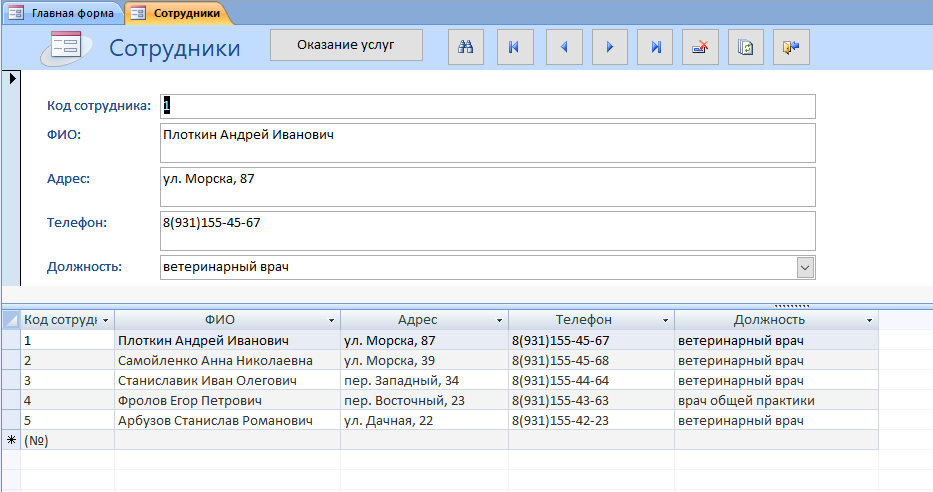 Главная форма Сотрудники
Сотрудники Оказание услуг
Код сотрудника: 1
ФИО: Плоткин Андрей Иванович
Адрес: ул. Морска, 87
Телефон: 8(931)155-45-67
Должность: ветеринарный врач
Код сотрудн ФИО Адрес Телефон Должность
1 Плоткин Андрей Иванович ул. Морска, 87 8(931)155-45-67 ветеринарный врач
2 Самойленко Анна Николаевна ул. Морска, 39 8(931)155-45-68 ветеринарный врач
3 Станиславик Иван Олегович пер. Западный, 34 8(931)155-44-64 ветеринарный врач
4 Фролов Егор Петрович пер. Восточный, 23 8(931)155-43-63 врач общей практики
5 Арбузов Станислав Романович ул. Дачная, 22 8(931)155-42-23 ветеринарный врач
(№)